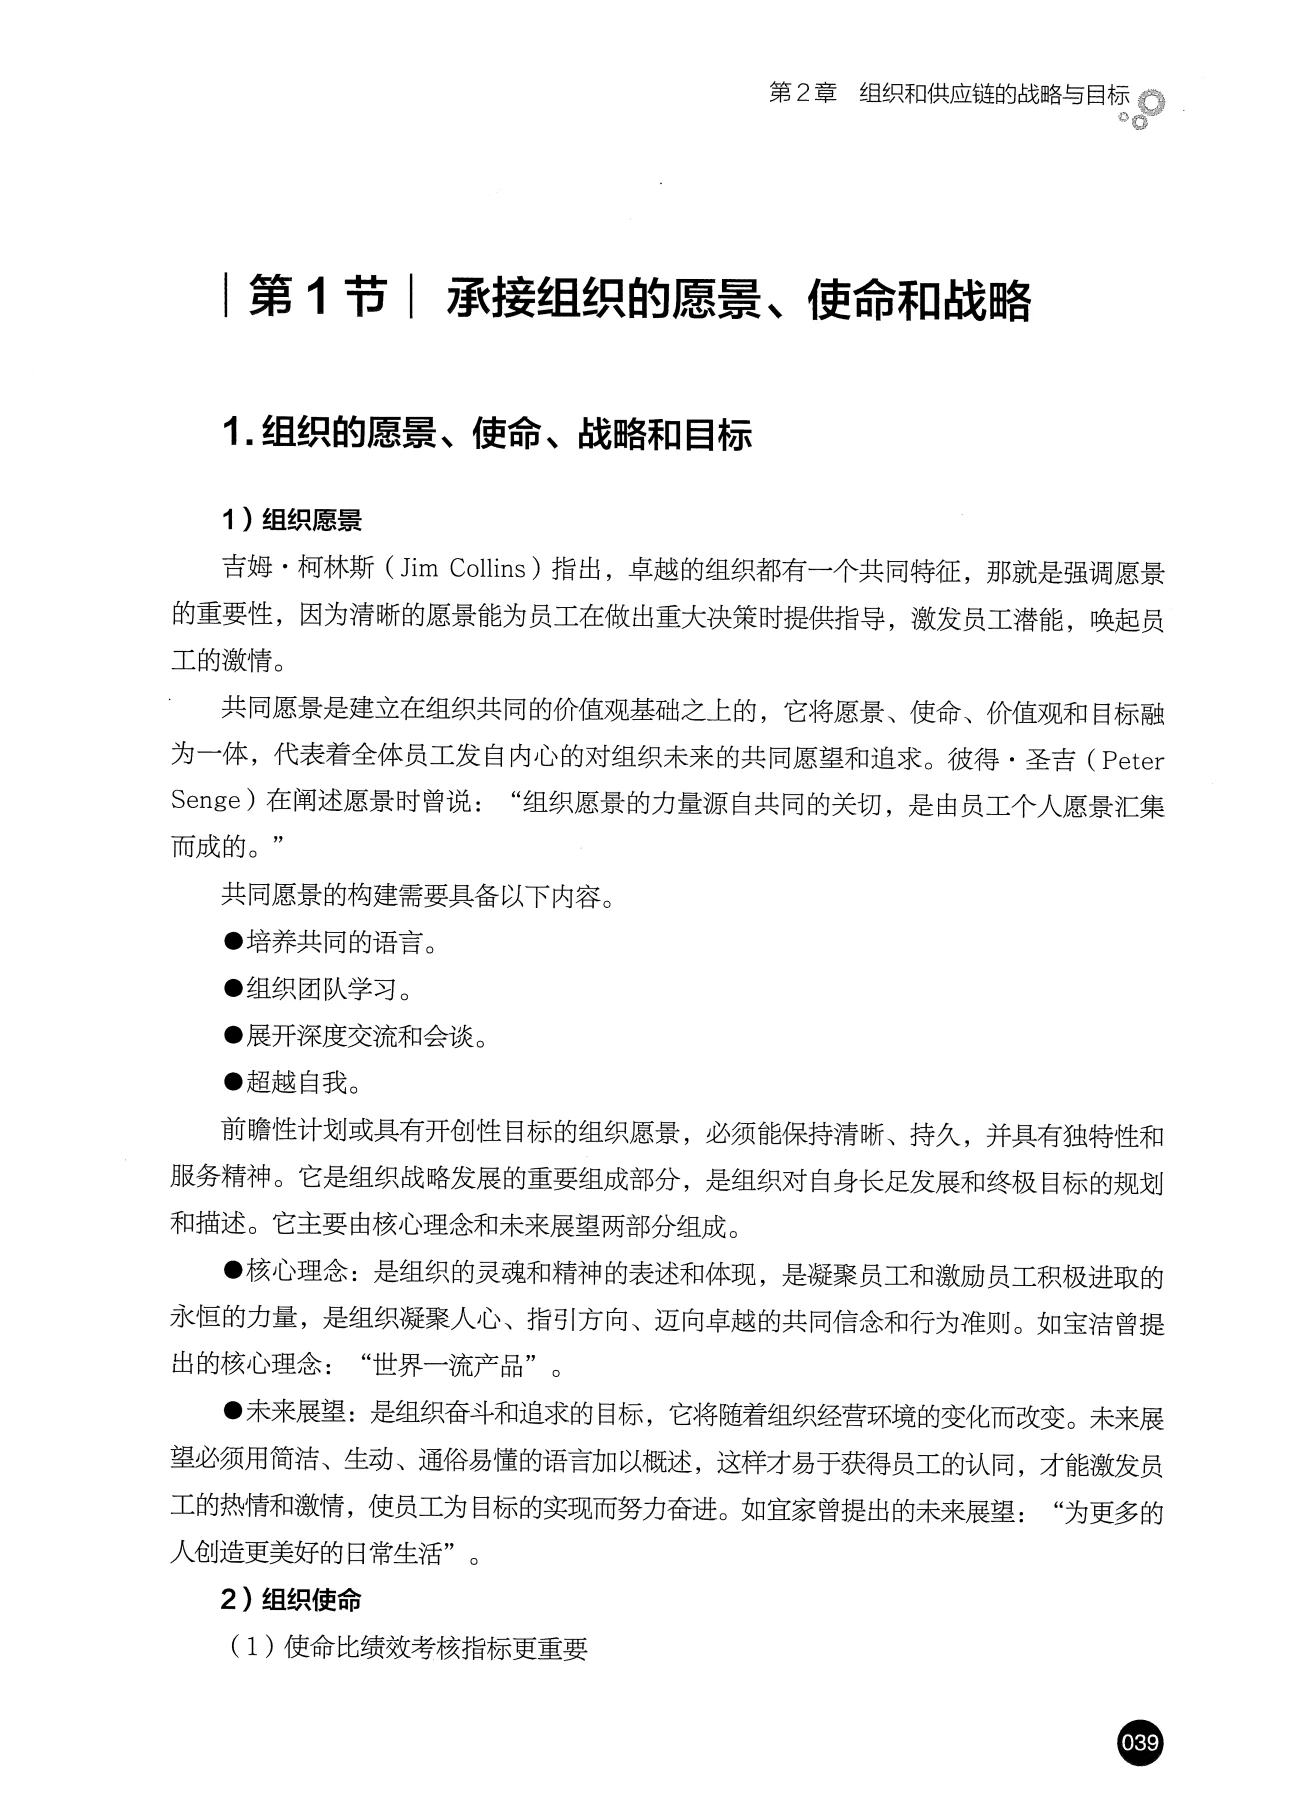 第2章 组织和供应链的战略与目标
|第1节| 承接组织的愿景、使命和战略
1.组织的愿景、使命、战略和目标
1）组织愿景
吉姆·柯林斯（Jim Collins）指出，卓越的组织都有一个共同特征，那就是强调愿景
的重要性，因为清晰的愿景能为员工在做出重大决策时提供指导，激发员工潜能，唤起员
工的激情。
共同愿景是建立在组织共同的价值观基础之上的，它将愿景、使命、价值观和目标融
为一体，代表着全体员工发自内心的对组织未来的共同愿望和追求。彼得·圣吉（Peter
Senge）在阐述愿景时曾说：“组织愿景的力量源自共同的关切，是由员工个人愿景汇集
而成的。”
共同愿景的构建需要具备以下内容。
●培养共同的语言。
●组织团队学习。
●展开深度交流和会谈。
●超越自我。
前瞻性计划或具有开创性目标的组织愿景，必须能保持清晰、持久，并具有独特性和
服务精神。它是组织战略发展的重要组成部分，是组织对自身长足发展和终极目标的规划
和描述。它主要由核心理念和未来展望两部分组成。
●核心理念：是组织的灵魂和精神的表述和体现，是凝聚员工和激励员工积极进取的
永恒的力量，是组织凝聚人心、指引方向、迈向卓越的共同信念和行为准则。如宝洁曾提
出的核心理念：“世界一流产品”。
●未来展望：是组织奋斗和追求的目标，它将随着组织经营环境的变化而改变。未来展
望必须用简洁、生动、通俗易懂的语言加以概述，这样才易于获得员工的认同，才能激发员
工的热情和激情，使员工为目标的实现而努力奋进。如宜家曾提出的未来展望：“为更多的
人创造更美好的日常生活”。
2）组织使命
（1）使命比绩效考核指标更重要
039